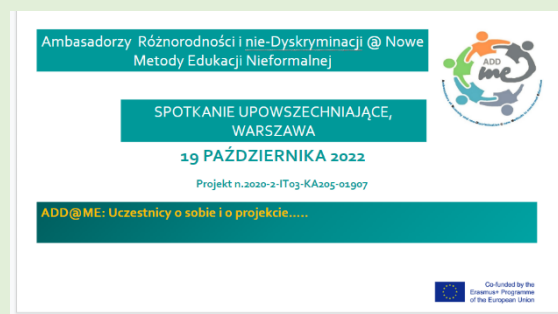 Ambasadorzy Różnorodności i nie-Dyskryminacji @ Nowe
Metody Edukacji Nieformalnej
ADD
me
SPOTKANIE UPOWSZECHNIAJĄCE,
WARSZAWA
19 PAŹDZIERNIKA 2022
Projekt n.2020-2-IT03-KA205-01907
ADD@ME: Uczestnicy o sobie i o projekcie.....
Co-funded by the
Erasmus+ Programme
of the European Union